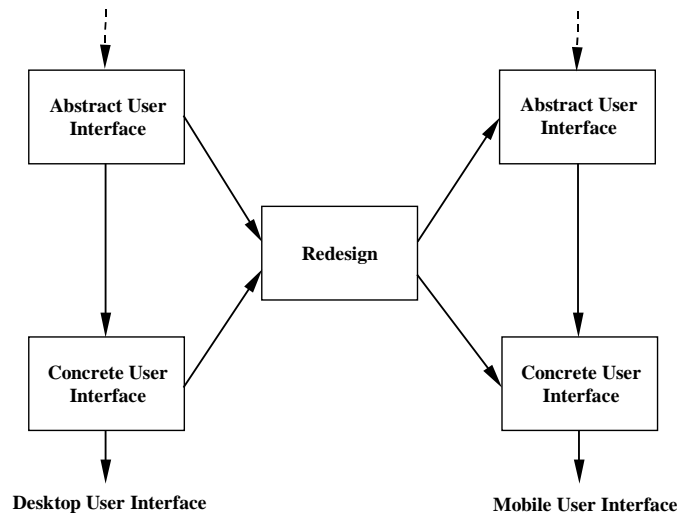 Abstract User
Interface
Abstract User
Interface
Redesign
Concrete User
Interface
Concrete User
Interface
Desktop User Interface
Mobile User Interface